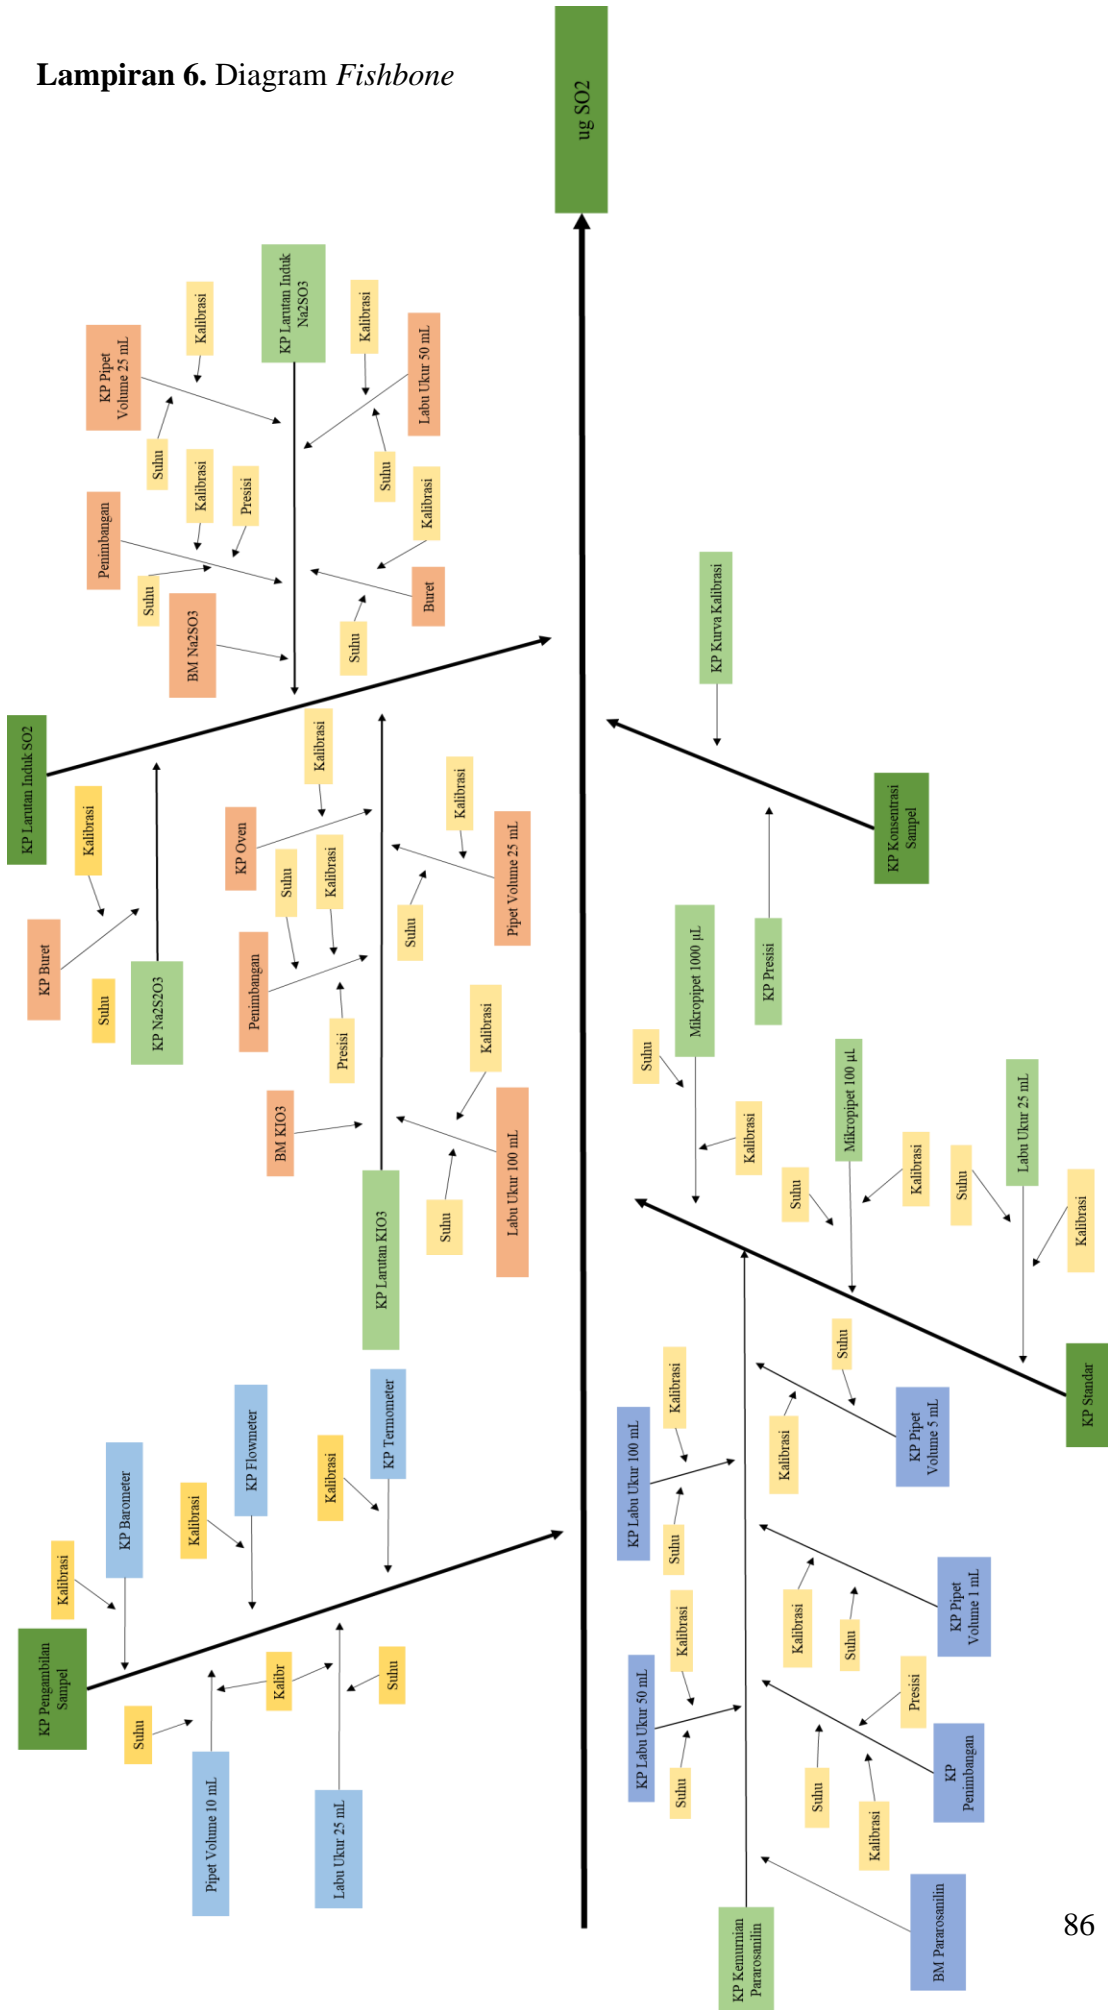 Lampiran 6. Diagram Fishbone
ug SO2
KP Larutan Induk SO2
KP Buret
Kalibrasi
Suhu
KP Na2S2O3
KP Pipet
Volume 25 mL
Kalibrasi
Suhu
KP Larutan Induk
Na2SO3
Penimbangan
Kalibrasi
Presisi
Suhu
BM Na2SO3
Kalibrasi
Labu Ukur 50 mL
Suhu
Kalibrasi
Buret
Suhu
KP Oven
Kalibrasi
Suhu
Kalibrasi
Penimbangan
Presisi
BM KIO3
KP Larutan KIO3
Kalibrasi
Pipet Volume 25 mL
Suhu
Kalibrasi
Labu Ukur 100 mL
Suhu
KP Pengambilan
Sampel
KP Barometer
Kalibrasi
KP Flowmeter
Kalibrasi
KP Termometer
Kalibrasi
Suhu
Kalibr
Pipet Volume 10 mL
Suhu
Labu Ukur 25 mL
KP Kurva Kalibrasi
KP Presisi
KP Konsentrasi
Sampel
Mikropipet 1000 μL
Suhu
Kalibrasi
Mikropipet 100 μL
Suhu
Kalibrasi
Labu Ukur 25 mL
Suhu
Kalibrasi
KP Standar
KP Labu Ukur 100 mL
Kalibrasi
Suhu
Suhu
Kalibrasi
KP Pipet
Volume 5 mL
KP Labu Ukur 50 mL
Kalibrasi
Suhu
Kalibrasi
Suhu
KP Pipet
Volume 1 mL
Presisi
Suhu
Kalibrasi
KP
Penimbangan
KP Kemurnian
Pararosanilin
BM Pararosanilin
86